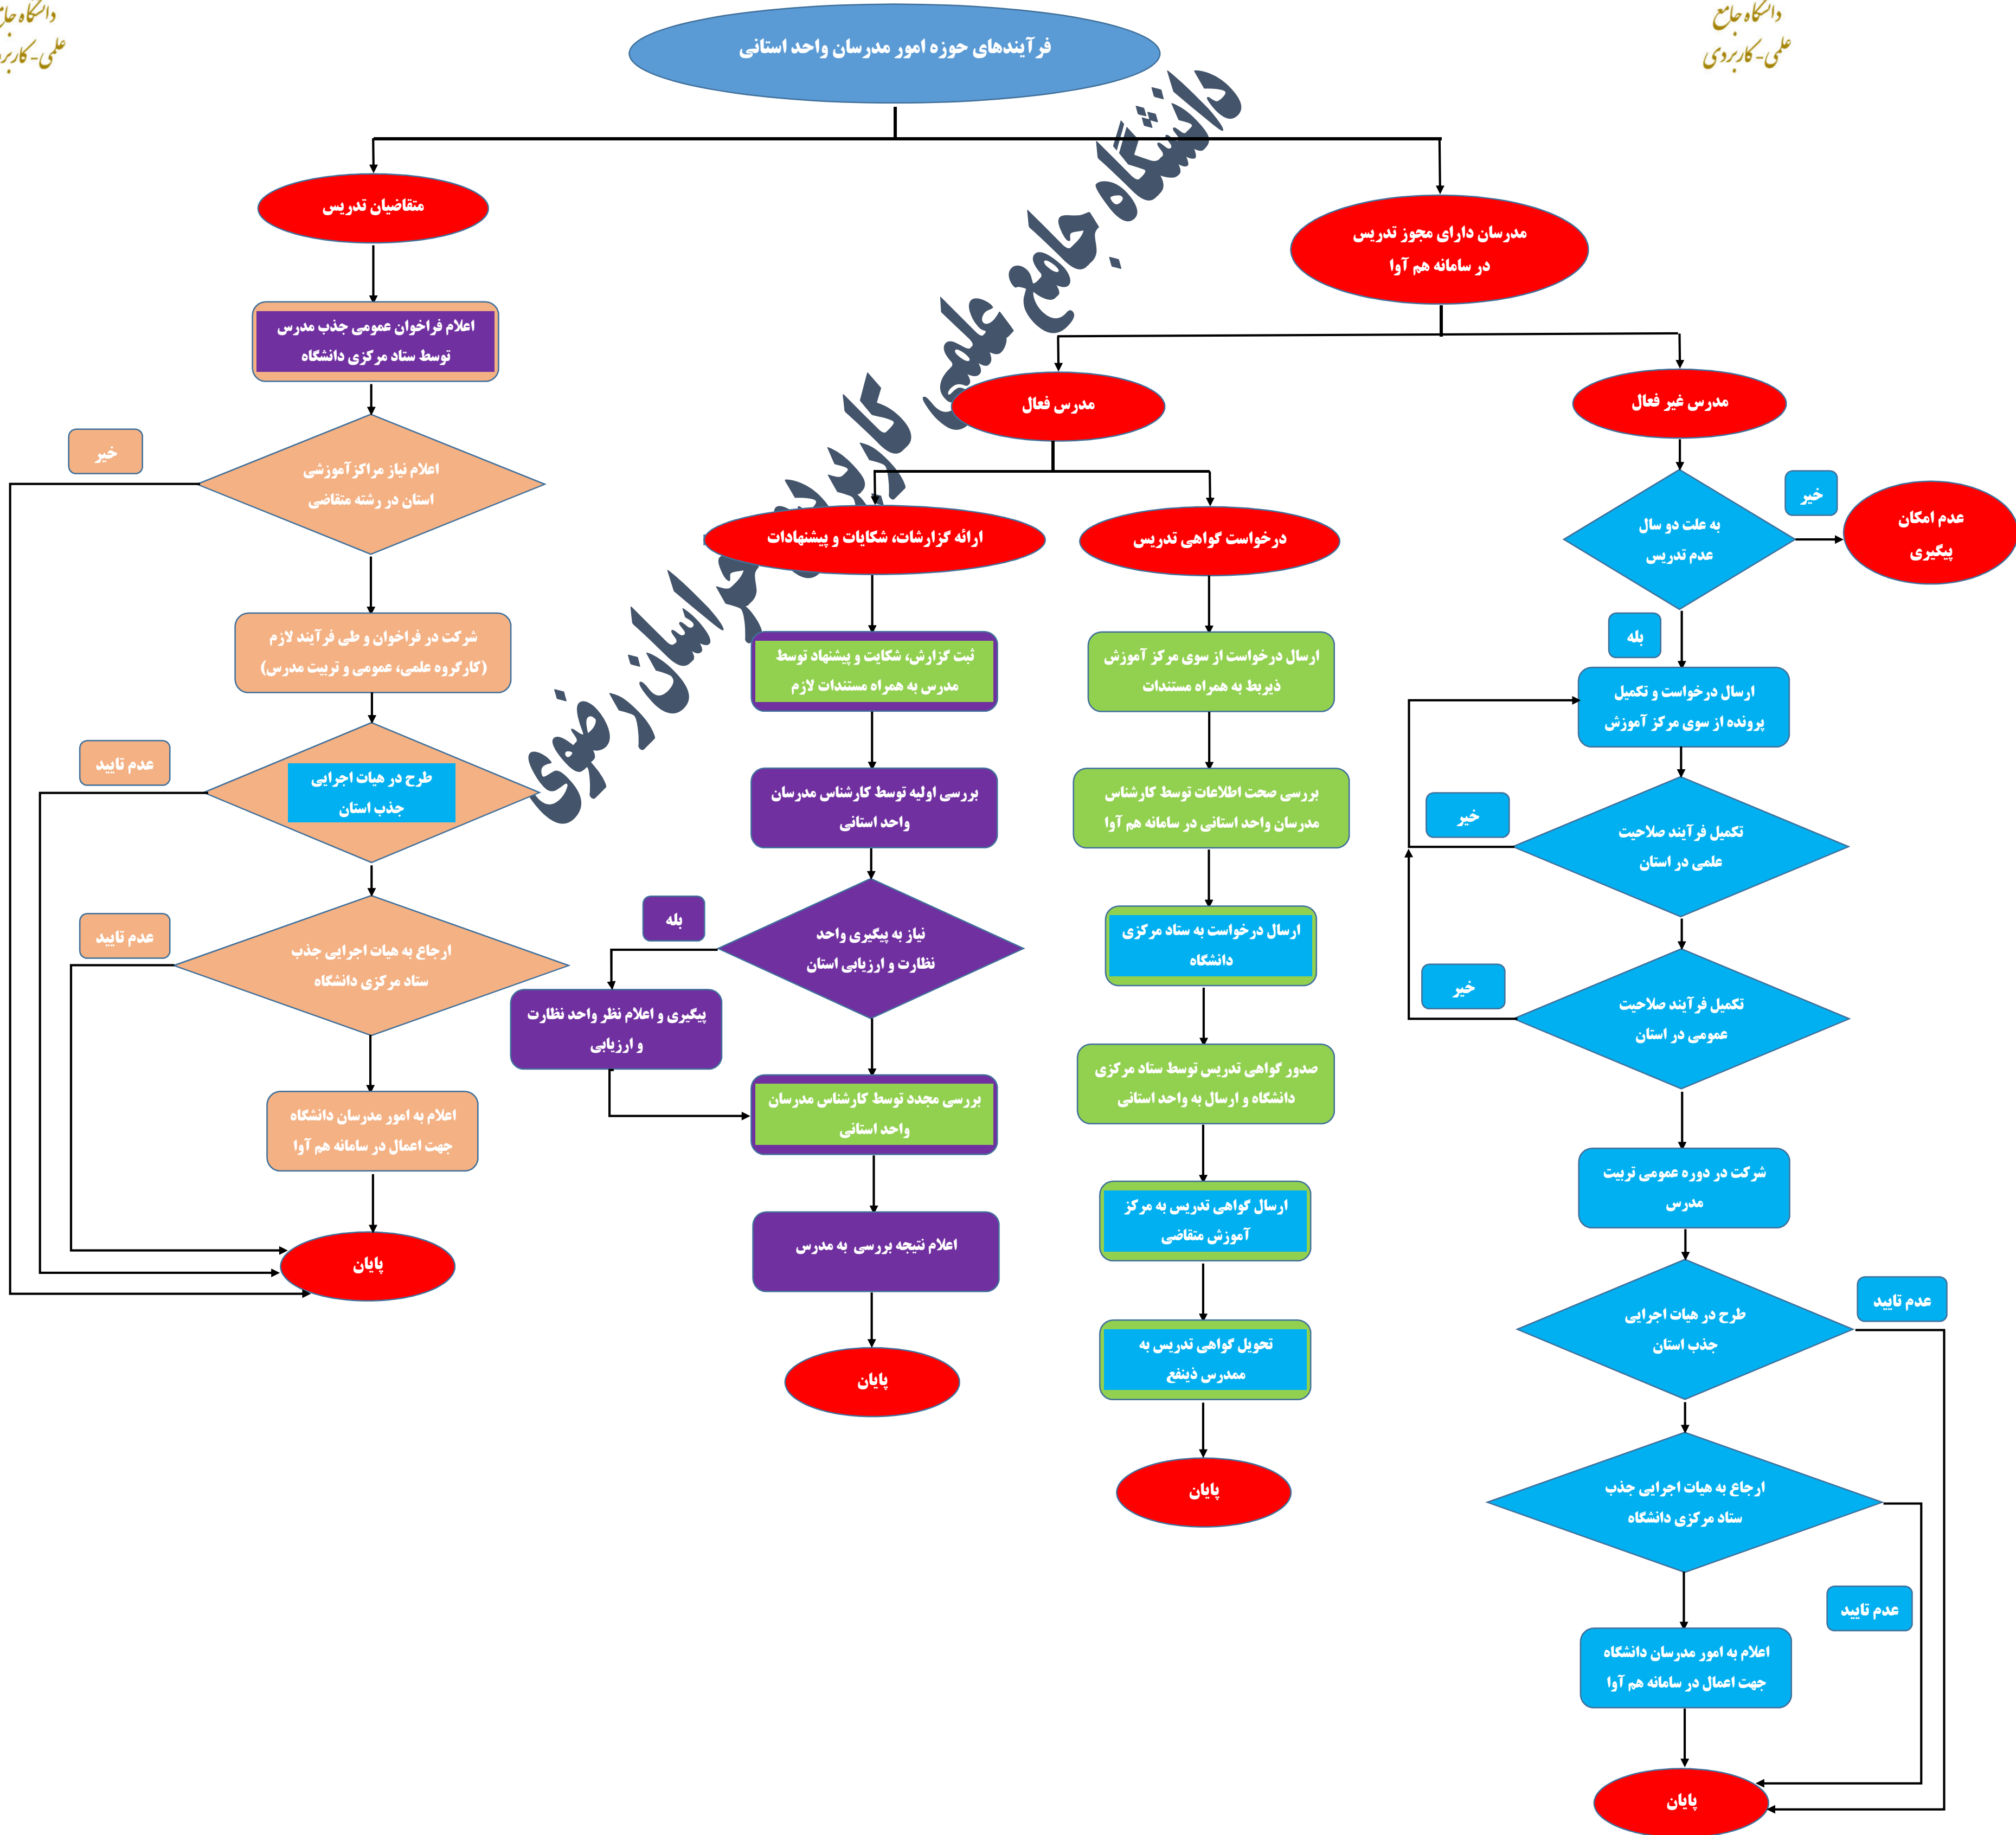 دانشگاه جامع
علمی - کاربردی
فرآیندهای حوزه امور مدرسان واحد استانی
دانشگاه جامع علمی کاربردی خراسان رضوی
مدرسان دارای مجوز تدریس
در سامانه هم آوا
مدرس غیر فعال
به علت دو سال
عدم تدریس
خیر
عدم امکان
پیگیری
بله
ارسال درخواست و تکمیل
پرونده از سوی مرکز آموزش
تکمیل فرآیند صلاحیت
علمی در استان
خیر
تکمیل فرآیند صلاحیت
عمومی در استان
خیر
شرکت در دوره عمومی تربیت
مدرس
طرح در هیات اجرایی
جذب استان
عدم تایید
ارجاع به هیات اجرایی جذب
ستاد مرکزی دانشگاه
عدم تایید
اعلام به امور مدرسان دانشگاه
جهت اعمال در سامانه هم آوا
پایان
مدرس فعال
درخواست گواهی تدریس
ارسال درخواست از سوی مرکز آموزش
ذیربط به همراه مستندات
بررسی صحت اطلاعات توسط کارشناس
مدرسان واحد استانی در سامانه هم آوا
ارسال درخواست به ستاد مرکزی
دانشگاه
صدور گواهی تدریس توسط ستاد مرکزی
دانشگاه و ارسال به واحد استانی
ارسال گواهی تدریس به مرکز
آموزش متقاضی
تحویل گواهی تدریس به
ممدرس ذینفع
پایان
ارائه گزارشات، شکایات و پیشنهادات
ثبت گزارش، شکایت و پیشنهاد توسط
مدرس به همراه مستندات لازم
بررسی اولیه توسط کارشناس مدرسان
واحد استانی
نیاز به پیگیری واحد
نظارت و ارزیابی استان
بله
پیگیری و اعلام نظر واحد نظارت
و ارزیابی
بررسی مجدد توسط کارشناس مدرسان
واحد استانی
اعلام نتیجه بررسی به مدرس
پایان
متقاضیان تدریس
اعلام فراخوان عمومی جذب مدرس
توسط ستاد مرکزی دانشگاه
اعلام نیاز مراکزآموزشی
استان در رشته متقاضی
خیر
شرکت در فراخوان و طی فرآیند لازم
(کارگروه علمی، عمومی و تربیت مدرس)
طرح در هیات اجرایی
جذب استان
عدم تایید
ارجاع به هیات اجرایی جذب
ستاد مرکزی دانشگاه
عدم تایید
اعلام به امور مدرسان دانشگاه
جهت اعمال در سامانه هم آوا
پایان